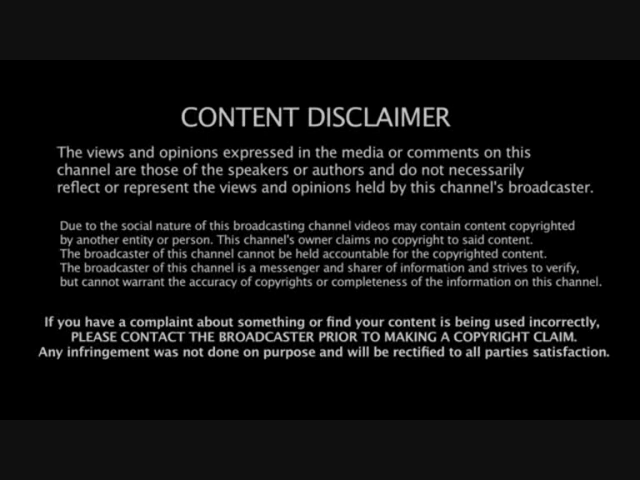 CONTENT DISCLAIMER
The views and opinions expressed in the media or comments on this
channel are those of the speakers or authors and do not necessarily
reflect or represent the views and opinions held by this channel's broadcaster.
Due to the social nature of this broadcasting channel videos may contain content copyrighted
by another entity or person. This channel's owner claims no copyright to said content.
The broadcaster of this channel cannot be held accountable for the copyrighted content.
The broadcaster of this channel is a messenger and sharer of information and strives to verify,
but cannot warrant the accuracy of copyrights or completeness of the information on this channel.
If you have a complaint about something or find your content is being used incorrectly,
PLEASE CONTACT THE BROADCASTER PRIOR TO MAKING A COPYRIGHT CLAIM.
Any infringement was not done on purpose and will be rectified to all parties satisfaction.